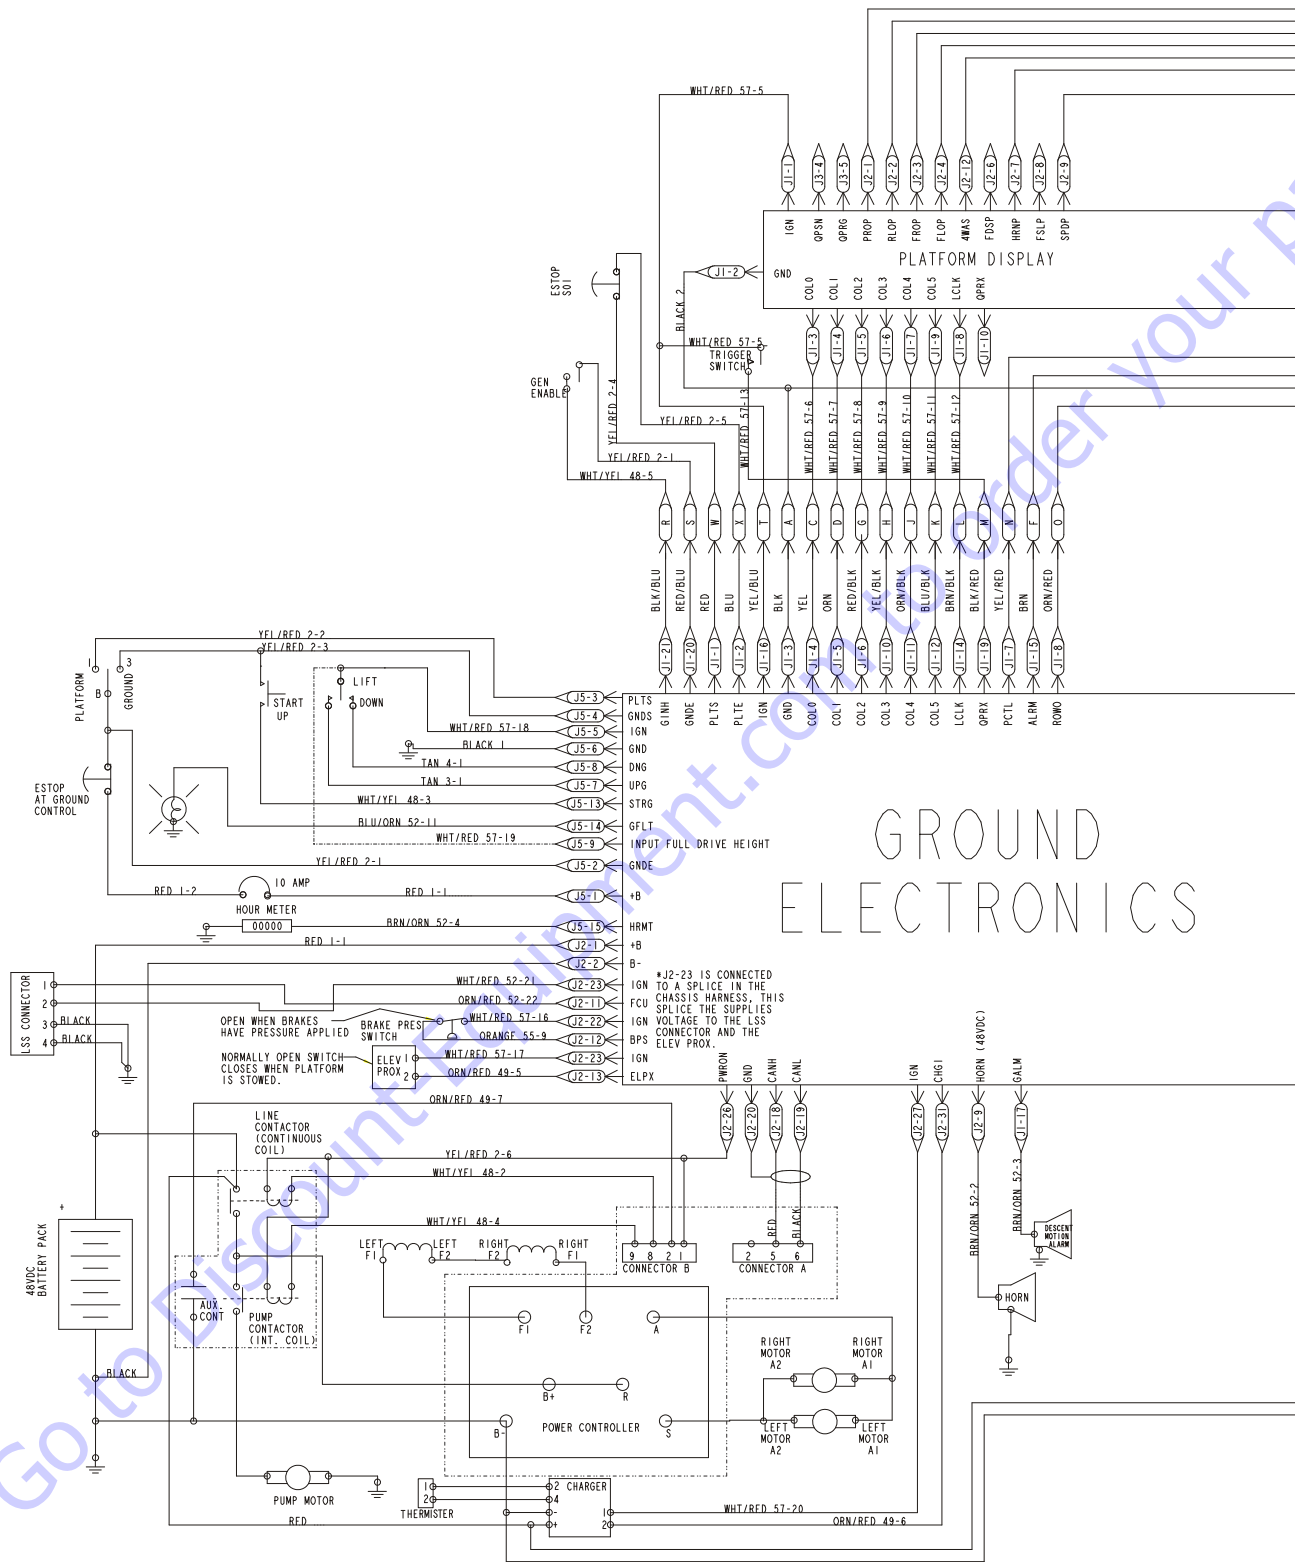 WHT/RED 57-5
J1-1
J3-4
J3-5
J2-1
J2-2
J2-3
J2-4
J2-12
J2-6
J2-7
J2-8
J2-9
IGN
QPSN
QPRG
PROP
RLOP
FROP
FLOP
4WAS
FDSP
HRNP
FSLP
SPDP
PLATFORM DISPLAY
J1-2
GND
COL0
COL1
COL2
COL3
COL4
COL5
LCLK
QPRX
J1-3
J1-4
J1-5
J1-6
J1-7
J1-9
J1-8
J1-10
ESTOP
S01
BLACK 2
WHT/RED 57-5
TRIGGER
SWITCH
GEN
ENABLE
YEL/RED 2-4
YEL/RED 2-5
WHT/RED 57-13
WHT/RED 57-6
WHT/RED 57-7
WHT/RED 57-8
WHT/RED 57-9
WHT/RED 57-10
WHT/RED 57-11
WHT/RED 57-12
YEL/RED 2-1
WHT/YEL 48-5
R
S
W
X
T
A
C
D
G
H
J
K
L
M
N
F
O
BLK/BLU
RED/BLU
RED
BLU
YEL/BLU
BLK
YEL
ORN
RED/BLK
YEL/BLK
ORN/BLK
BLU/BLK
BRN/BLK
BLK/RED
YEL/RED
BRN
ORN/RED
J1-21
J1-20
J1-1
J1-2
J1-16
J1-3
J1-4
J1-5
J1-6
J1-10
J1-11
J1-12
J1-14
J1-19
J1-7
J1-15
J1-8
GINH
GNDE
PLTS
PLTE
IGN
GND
COL0
COL1
COL2
COL3
COL4
COL5
LCLK
QPRX
PCTL
ALRM
ROWO
YEL/RED 2-2
YEL/RED 2-3
1
3
PLATFORM
B
GROUND
START
UP
LIFT
DOWN
J5-3 PLTS
J5-4 GNDS
WHT/RED 57-18 J5-5 IGN
BLACK 1 J5-6 GND
TAN 4-1 J5-8 DNG
TAN 3-1 J5-7 UPG
WHT/YEL 48-3 J5-13 STRG
BLU/ORN 52-11 J5-14 GFLT
WHT/RED 57-19 J5-9 INPUT FULL DRIVE HEIGHT
YEL/RED 2-1 J5-2 GNDE
ESTOP
AT GROUND
CONTROL
GROUND
ELECTRONICS
RED 1-2
10 AMP
RED 1-1 J5-1 +B
HOUR METER
00000
BRN/ORN 52-4 J5-15 HRMT
RED 1-1 J2-1 +B
J2-2 B-
LSS CONNECTOR
1
2
3 BLACK
4 BLACK
WHT/RED 52-21 J2-23 IGN
ORN/RED 52-22 J2-11 FCU
WHT/RED 57-16 J2-22 IGN
ORANGE 55-9 J2-12 BPS
WHT/RED 57-17 J2-23 IGN
ORN/RED 49-5 J2-13 ELPX
*J2-23 IS CONNECTED
TO A SPLICE IN THE
CHASSIS HARNESS, THIS
SPLICE THE SUPPLIES
VOLTAGE TO THE LSS
CONNECTOR AND THE
ELEV PROX.
OPEN WHEN BRAKES
HAVE PRESSURE APPLIED
BRAKE PRES
SWITCH
NORMALLY OPEN SWITCH
CLOSES WHEN PLATFORM
IS STOWED.
ELEV 1
PROX 2
PWRON
GND
CANH
CANL
IGN
CHG1
HORN (48VDC)
GALM
J2-26
J2-20
J2-18
J2-19
J2-27
J2-31
J2-9
J1-17
ORN/RED 49-7
LINE
CONTACTOR
(CONTINUOUS
COIL)
YEL/RED 2-6
WHT/YEL 48-2
WHT/YEL 48-4
RED
BLACK
BRN/ORN 52-2
BRN/ORN 52-3
DESCENT
MOTION
ALARM
HORN
LEFT
F1
LEFT
F2
RIGHT
F2
RIGHT
F1
9 8 2 1
CONNECTOR B
2 5 6
CONNECTOR A
+
48VDC
BATTERY PACK
AUX.
CONT
PUMP
CONTACTOR
(INT. COIL)
F1
F2
A
B+
R
B-
S
POWER CONTROLLER
RIGHT
MOTOR
A2
RIGHT
MOTOR
A1
LEFT
MOTOR
A2
LEFT
MOTOR
A1
BLACK
PUMP MOTOR
1
2
THERMISTER
2
4
-
+
CHARGER
1
2
WHT/RED 57-20
ORN/RED 49-6
RED
Go to Discount-Equipment.com to order your p